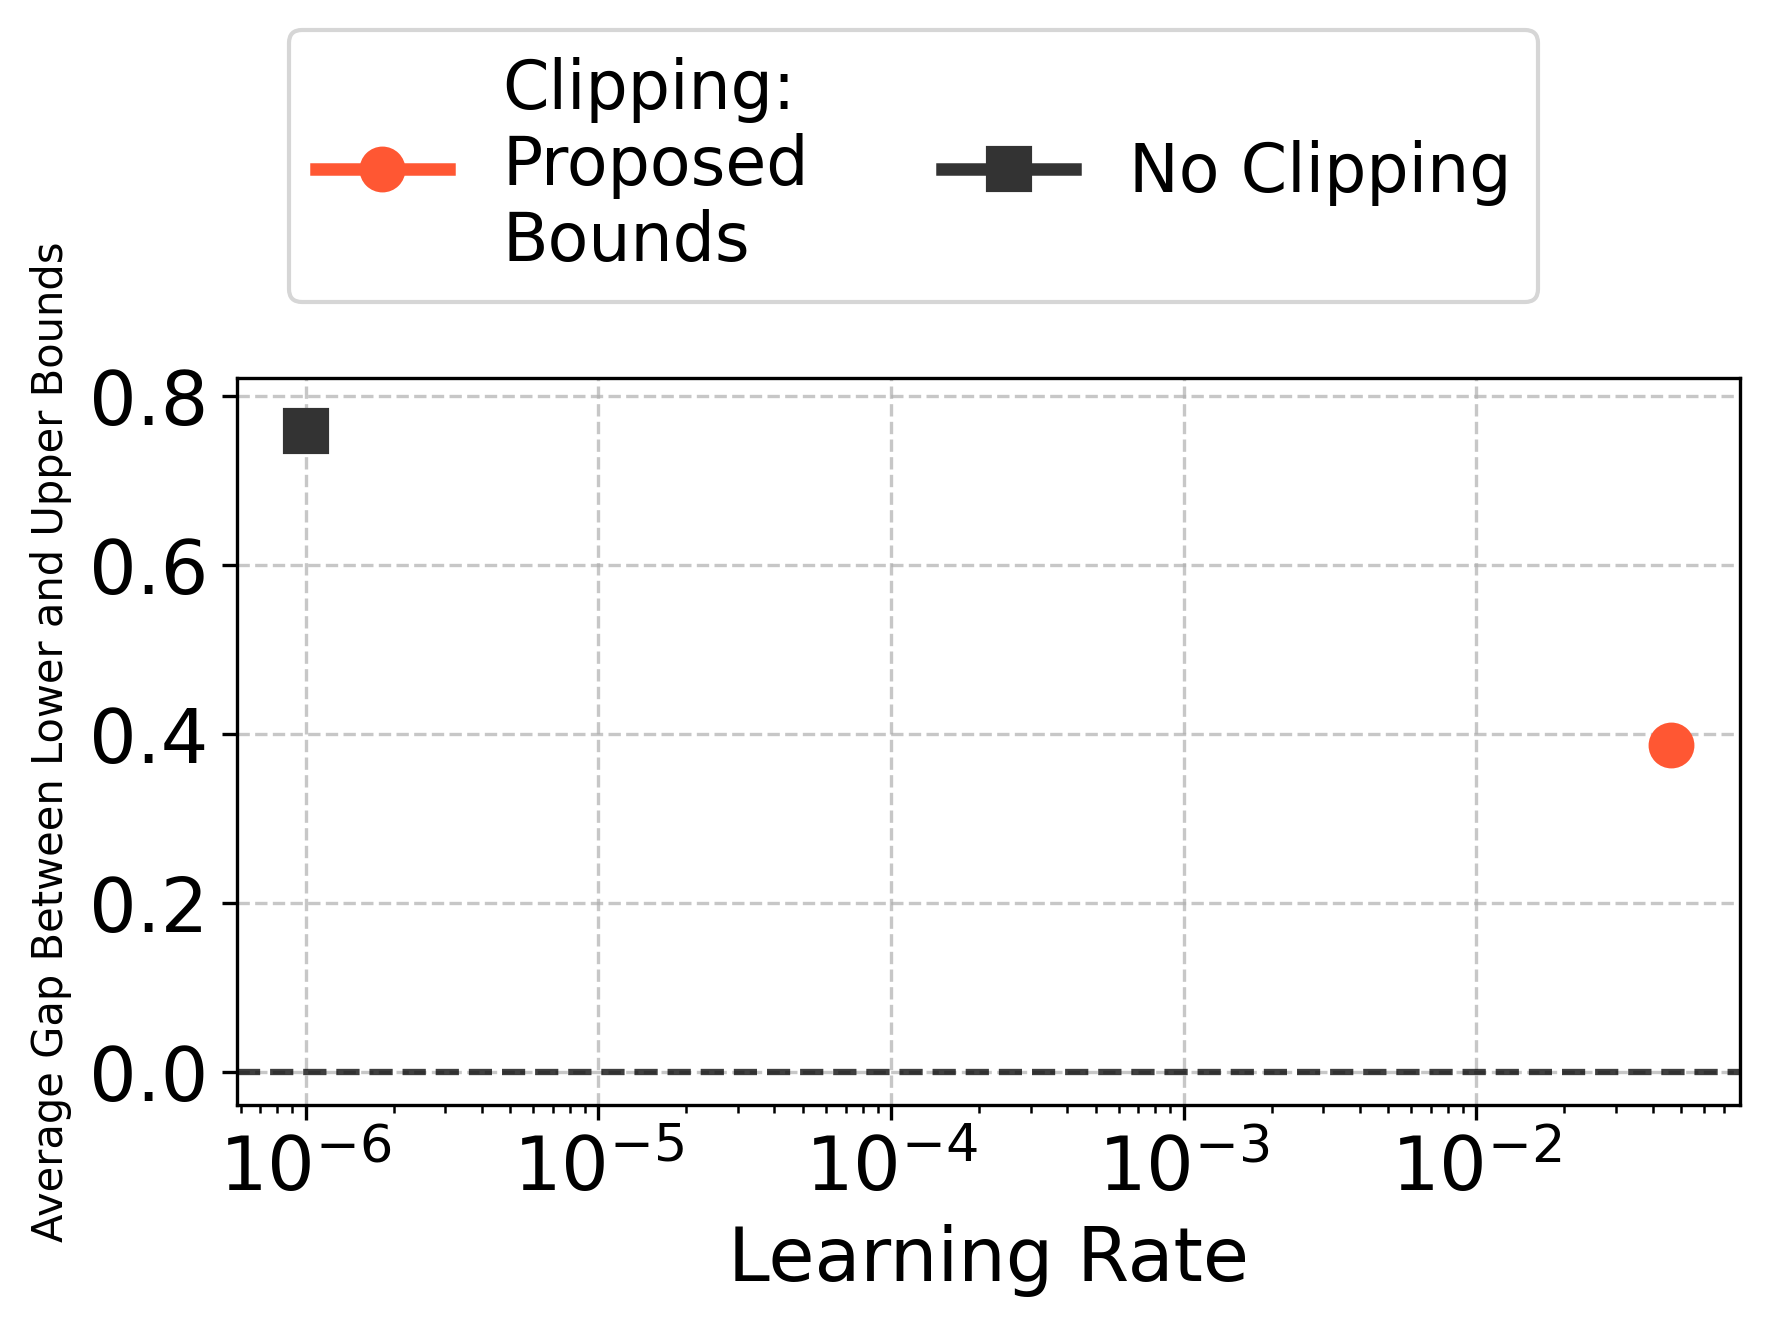 Clipping:
Proposed
Bounds
No Clipping
Average Gap Between Lower and Upper Bounds
0.8
0.6
0.4
0.2
0.0
10⁻⁶
10⁻⁵
10⁻⁴
10⁻³
10⁻²
Learning Rate